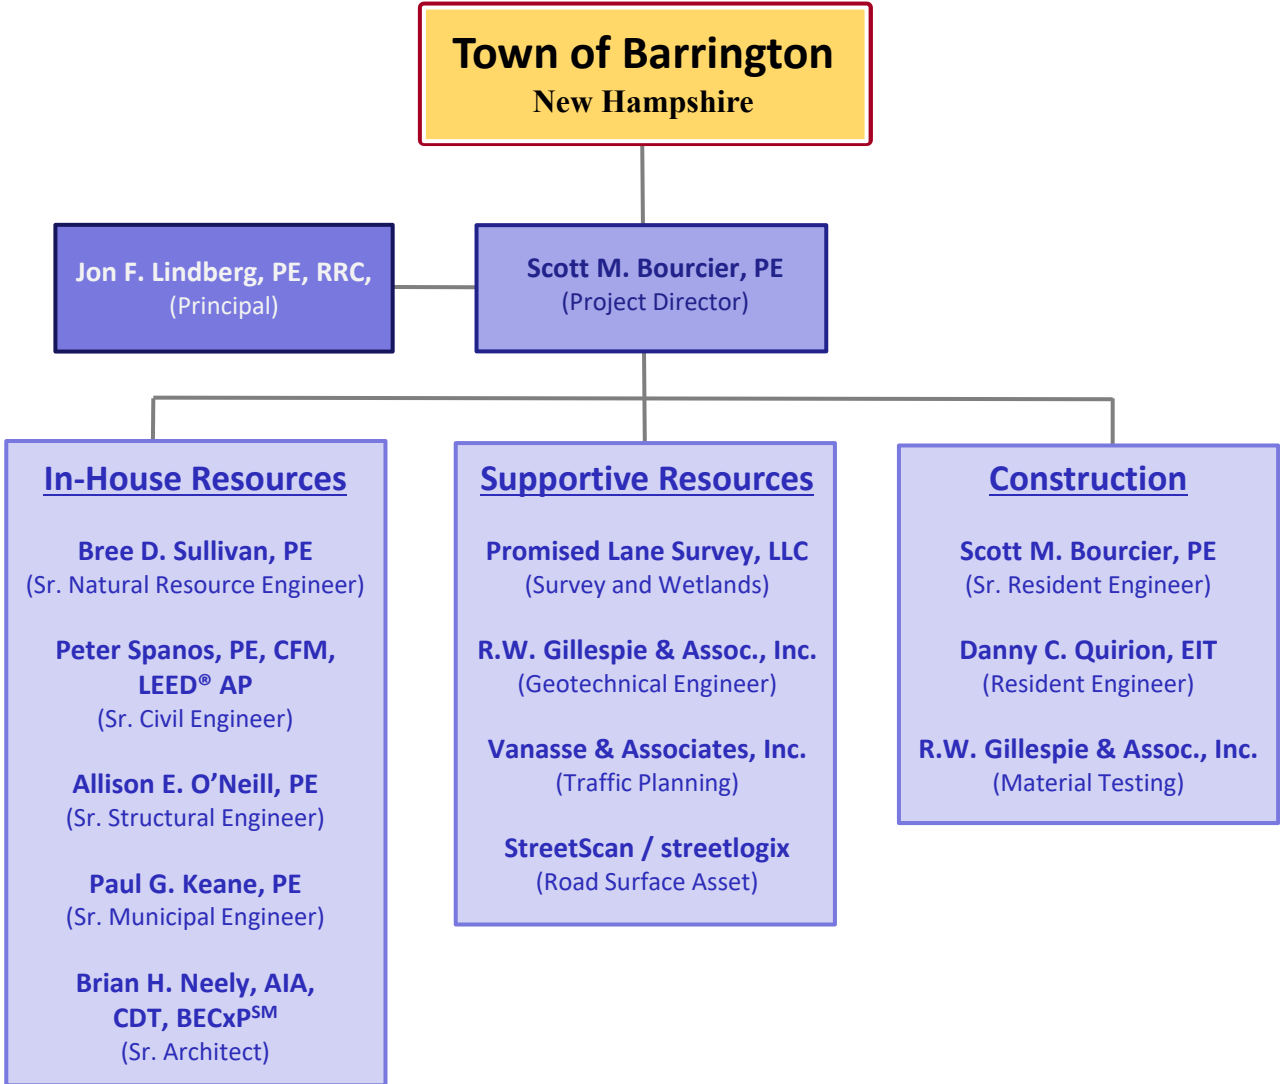 Town of Barrington
New Hampshire
Jon F. Lindberg, PE, RRC,
(Principal)
Scott M. Bourcier, PE
(Project Director)
In-House Resources
Bree D. Sullivan, PE
(Sr. Natural Resource Engineer)
Peter Spanos, PE, CFM,
LEED® AP
(Sr. Civil Engineer)
Allison E. O’Neill, PE
(Sr. Structural Engineer)
Paul G. Keane, PE
(Sr. Municipal Engineer)
Brian H. Neely, AIA,
CDT, BECxP℠
(Sr. Architect)
Supportive Resources
Promised Lane Survey, LLC
(Survey and Wetlands)
R.W. Gillespie & Assoc., Inc.
(Geotechnical Engineer)
Vanasse & Associates, Inc.
(Traffic Planning)
StreetScan / streetlogix
(Road Surface Asset)
Construction
Scott M. Bourcier, PE
(Sr. Resident Engineer)
Danny C. Quirion, EIT
(Resident Engineer)
R.W. Gillespie & Assoc., Inc.
(Material Testing)